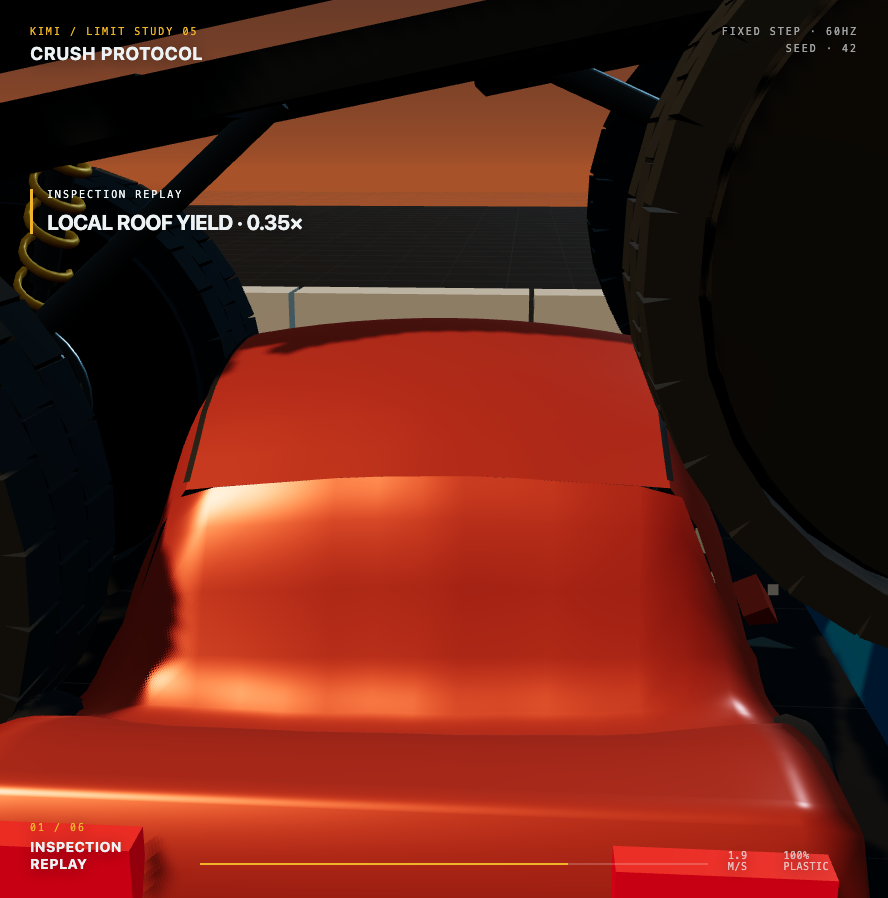 KIMI / LIMIT STUDY 05
CRUSH PROTOCOL
FIXED STEP · 60HZ
SEED · 42
INSPECTION REPLAY
LOCAL ROOF YIELD · 0.35×
01 / 06
INSPECTION
REPLAY
1.9
M/S
100%
PLASTIC